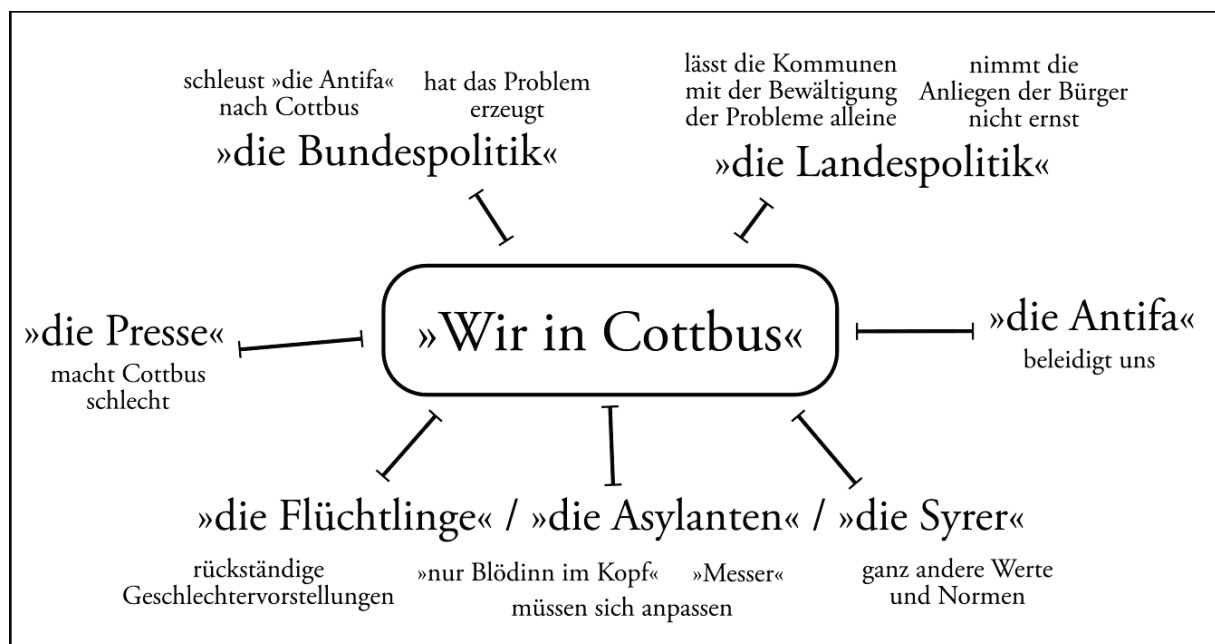 schleust »die Antifa«
nach Cottbus
hat das Problem
erzeugt
»die Bundespolitik«
lässt die Kommunen
mit der Bewältigung
der Probleme alleine
nimmt die
Anliegen der Bürger
nicht ernst
»die Landespolitik«
»die Presse«
macht Cottbus
schlecht
»Wir in Cottbus«
»die Antifa«
beleidigt uns
»die Flüchtlinge« / »die Asylanten« / »die Syrer«
rückständige
Geschlechtervorstellungen
»nur Blödinn im Kopf«
»Messer«
müssen sich anpassen
ganz andere Werte
und Normen